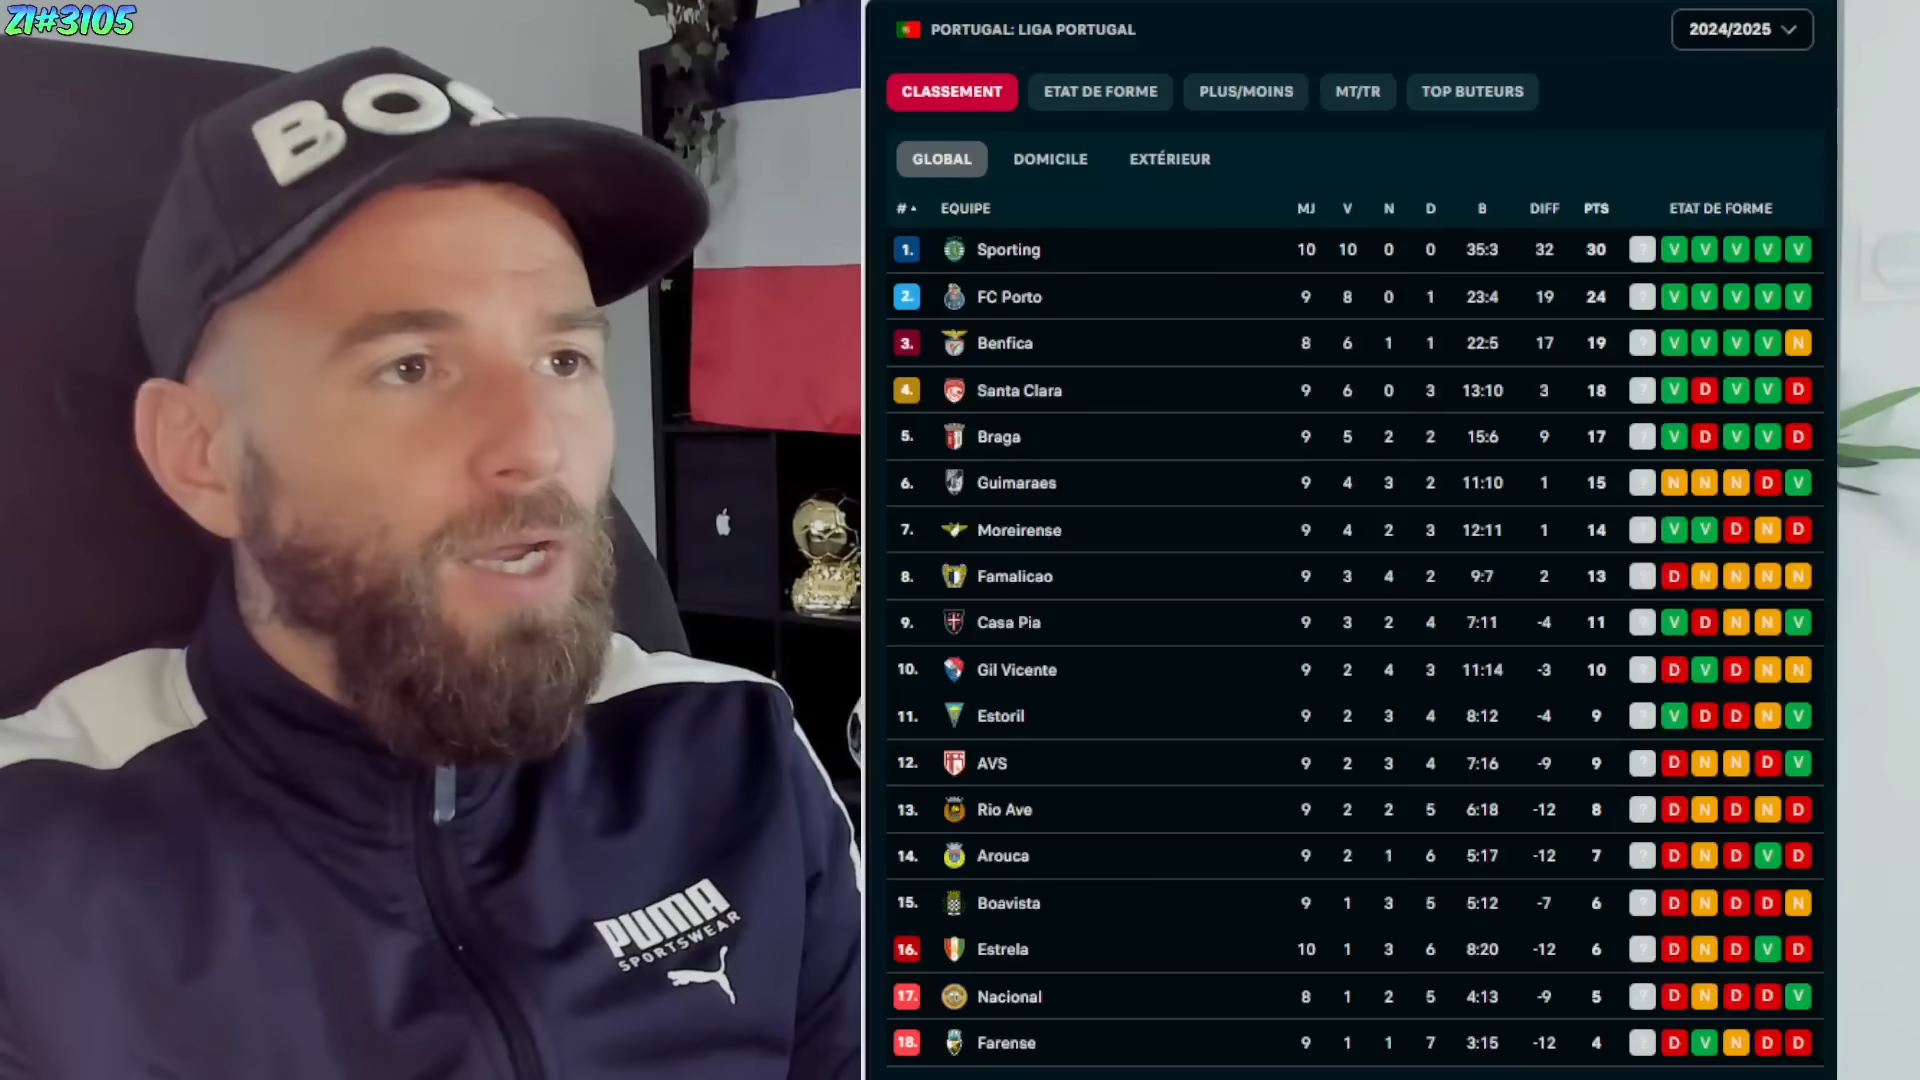 ZI#3105
BO
PUMA
SPORTSWEAR
PORTUGAL: LIGA PORTUGAL
2024/2025
CLASSEMENT ETAT DE FORME PLUS/MOINS MT/TR TOP BUTEURS
GLOBAL DOMICILE EXTÉRIEUR
# EQUIPE MJ V N D B DIFF PTS ETAT DE FORME
1. Sporting 10 10 0 0 35:3 32 30 ? V V V V
2. FC Porto 9 8 0 1 23:4 19 24 ? V V V V
3. Benfica 8 6 1 1 22:5 17 19 ? V V V N
4. Santa Clara 9 6 0 3 13:10 3 18 ? V D V V D
5. Braga 9 5 2 2 15:6 9 17 ? V D V V D
6. Guimaraes 9 4 3 2 11:10 1 15 ? N N N D V
7. Moreirense 9 4 2 3 12:11 1 14 ? V V D N D
8. Famalicao 9 3 4 2 9:7 2 13 ? D N N N N
9. Casa Pia 9 3 2 4 7:11 -4 11 ? V D N N V
10. Gil Vicente 9 2 4 3 11:14 -3 10 ? D V D N N
11. Estoril 9 2 3 4 8:12 -4 9 ? V D D N V
12. AVS 9 2 3 4 7:16 -9 9 ? D N N D V
13. Rio Ave 9 2 2 5 6:18 -12 8 ? D N D N D
14. Arouca 9 2 1 6 5:17 -12 7 ? D N D V D
15. Boavista 9 1 3 5 5:12 -7 6 ? D N D D N
16. Estrela 10 1 3 6 8:20 -12 6 ? D N D V D
17. Nacional 8 1 2 5 4:13 -9 5 ? D N D D V
18. Farense 9 1 1 7 3:15 -12 4 ? D V N D D